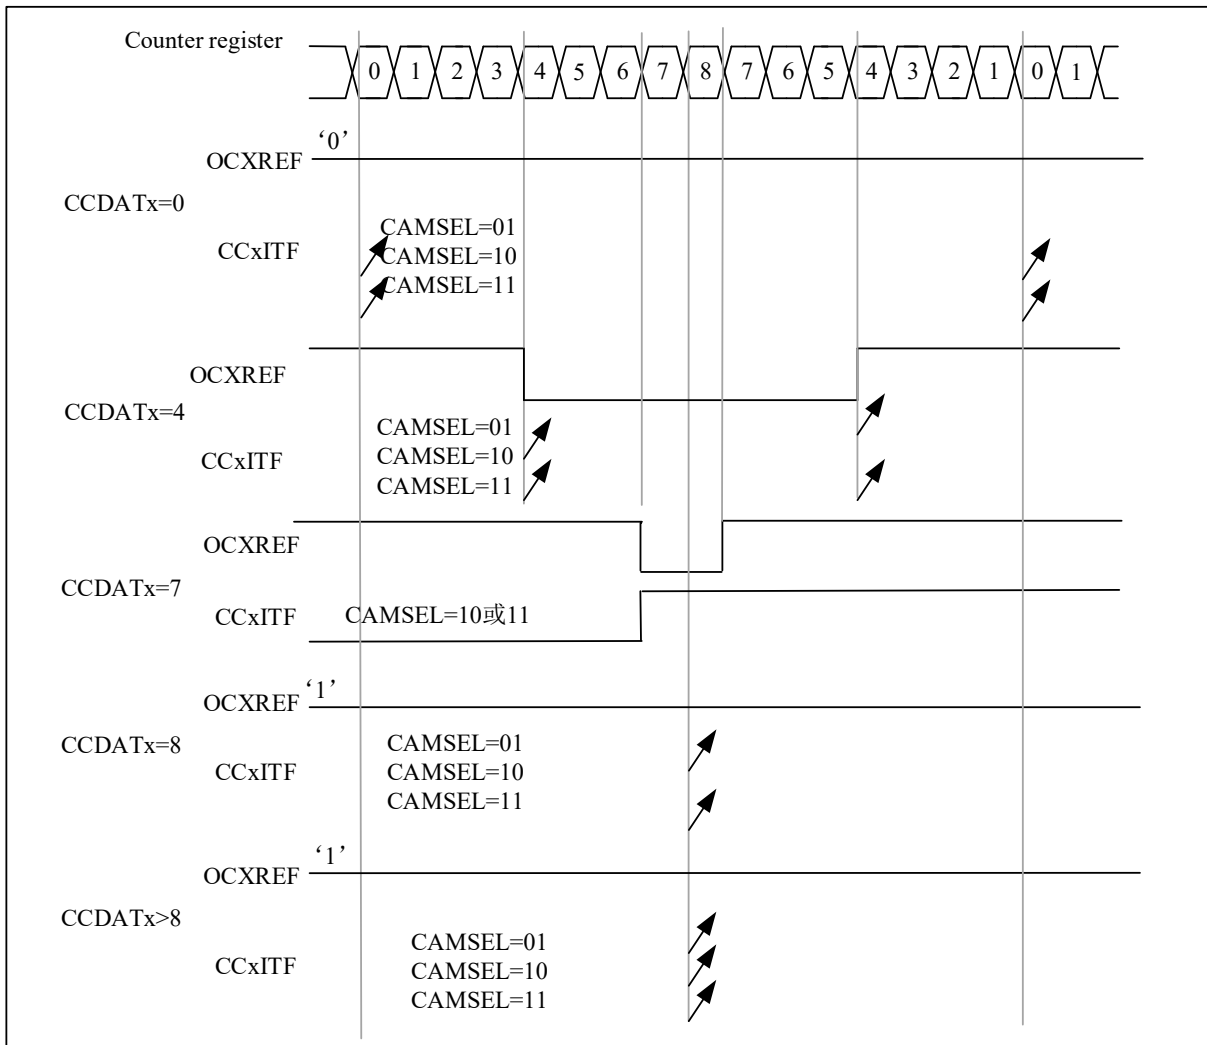 Counter register
0 1 2 3 4 5 6 7 8 7 6 5 4 3 2 1 0 1
‘0’
OCXREF
CCDATx=0
CCxITF
CAMSEL=01
CAMSEL=10
CAMSEL=11
OCXREF
CCDATx=4
CCxITF
CAMSEL=01
CAMSEL=10
CAMSEL=11
OCXREF
CCDATx=7
CCxITF
CAMSEL=10或11
‘1’
OCXREF
CCDATx=8
CCxITF
CAMSEL=01
CAMSEL=10
CAMSEL=11
‘1’
OCXREF
CCDATx>8
CCxITF
CAMSEL=01
CAMSEL=10
CAMSEL=11